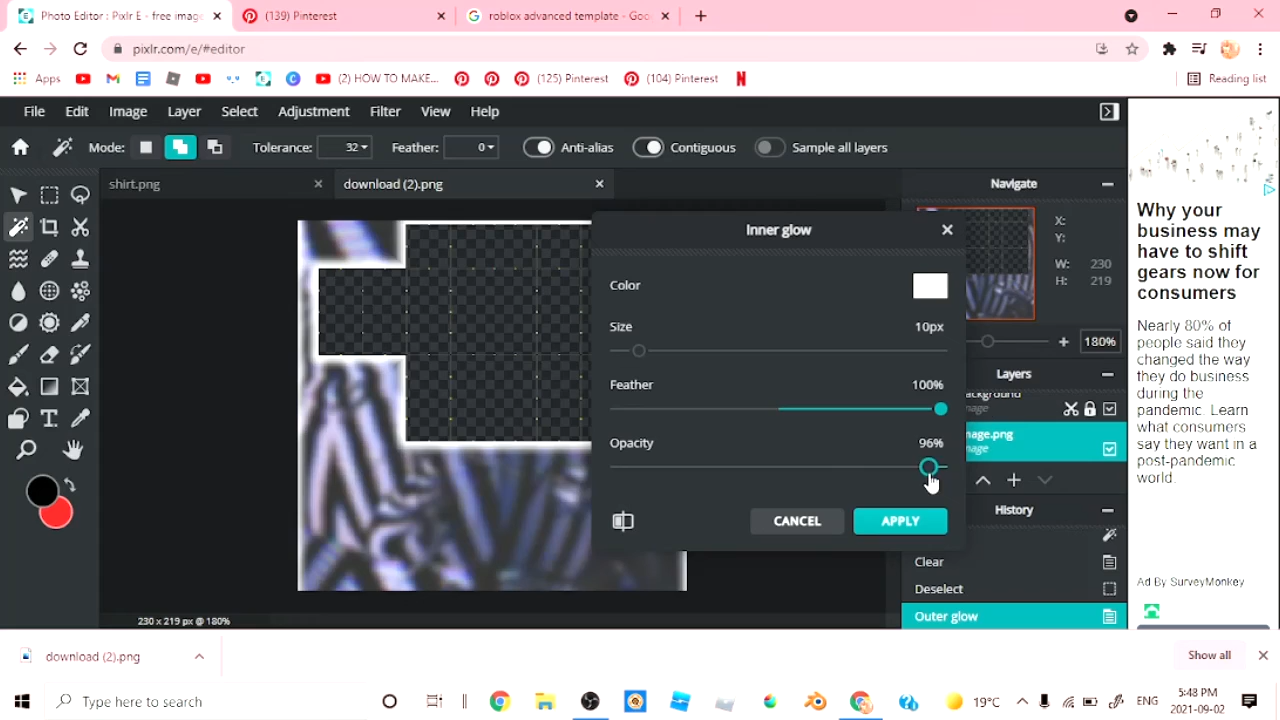 Photo Editor : Pixlr E - free image
(139) Pinterest
roblox advanced template - Goo
pixlr.com/e/#editor
Apps
(2) HOW TO MAKE...
(125) Pinterest
(104) Pinterest
Reading list
File Edit Image Layer Select Adjustment Filter View Help
Mode: Tolerance: 32 Feather: 0 Anti-alias Contiguous Sample all layers
shirt.png
download (2).png
Navigate
X:
Y:
W: 230
H: 219
180%
Inner glow
Color
Size 10px
Feather 100%
Opacity 96%
CANCEL APPLY
Layers
ackground
mage.png
mage
History
Clear
Deselect
Outer glow
Why your
business may
have to shift
gears now for
consumers
Nearly 80% of
people said they
changed the way
they do business
during the
pandemic. Learn
what consumers
say they want in a
post-pandemic
world.
Ad By SurveyMonkey
230 x 219 px @ 180%
download (2).png
Show all
Type here to search
19°C
ENG
5:48 PM
2021-09-02